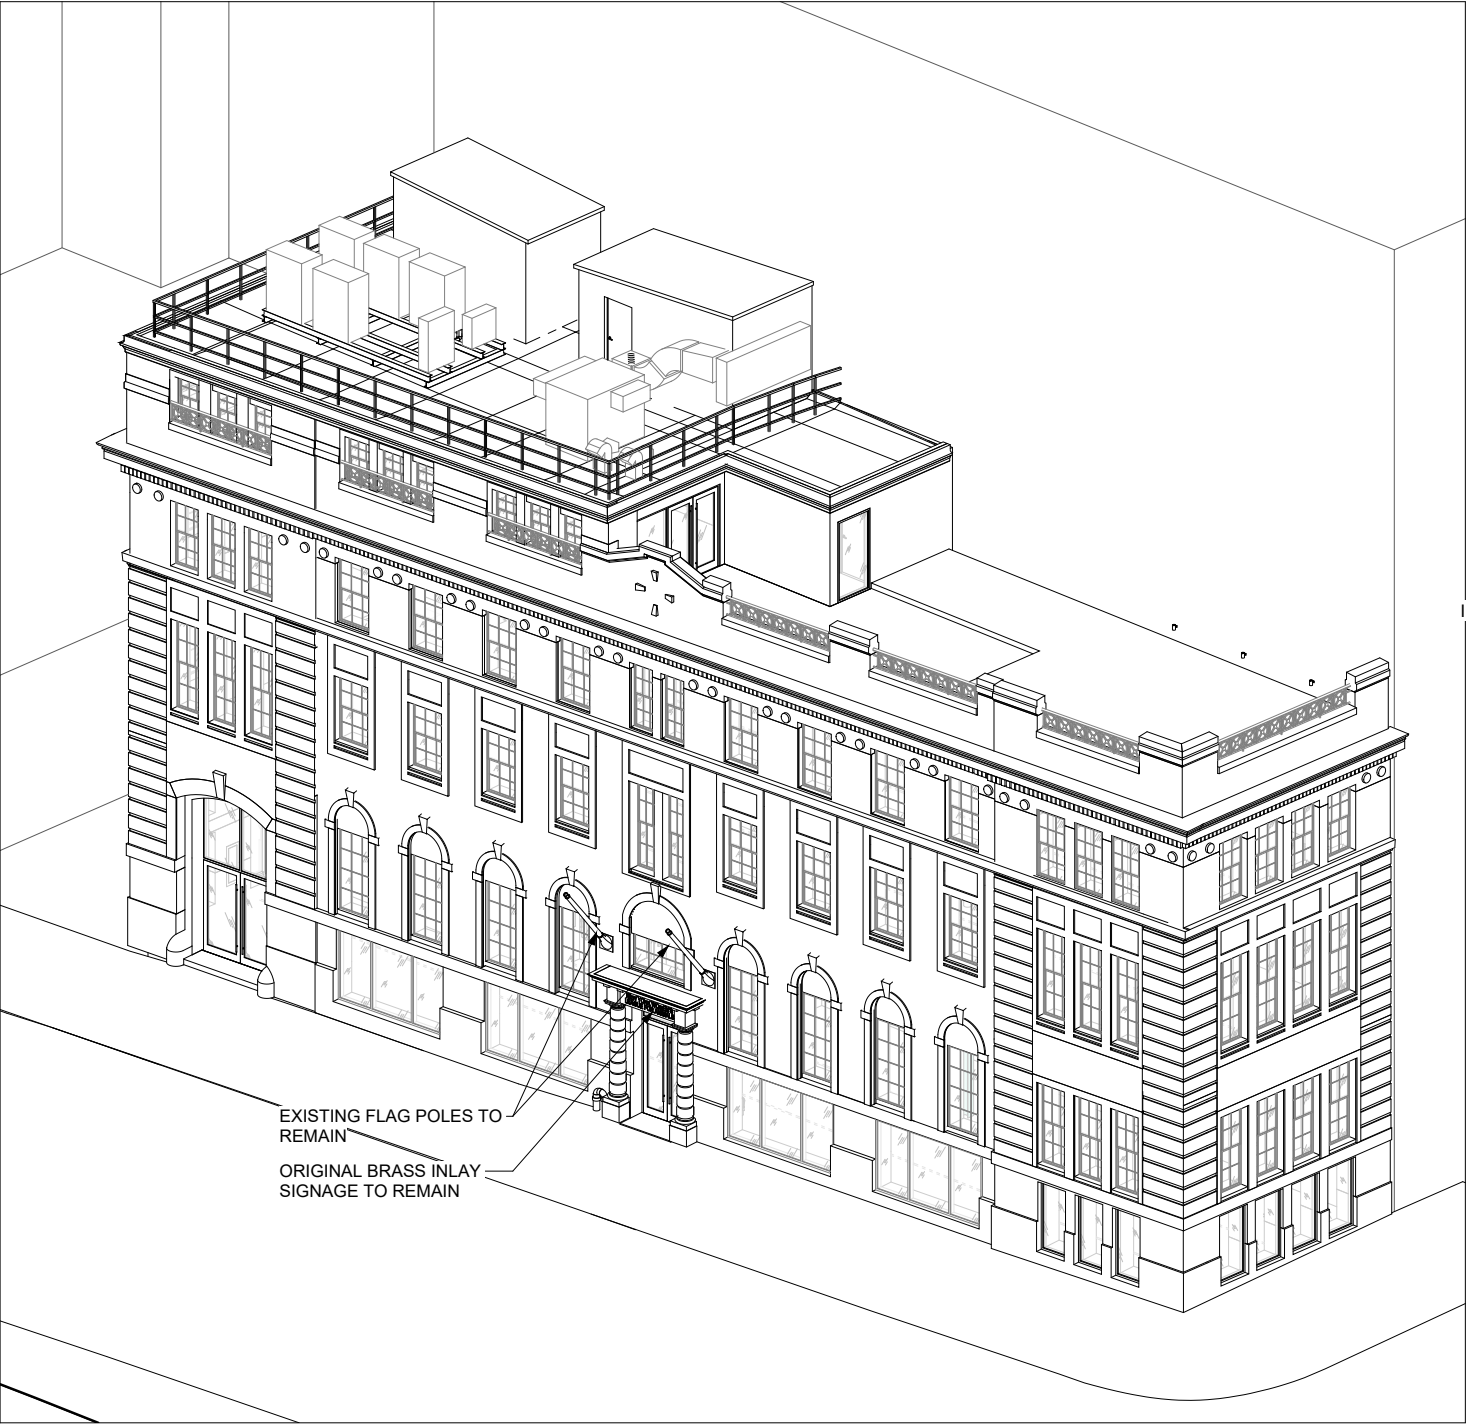 EXISTING FLAG POLES TO
REMAIN
ORIGINAL BRASS INLAY
SIGNAGE TO REMAIN